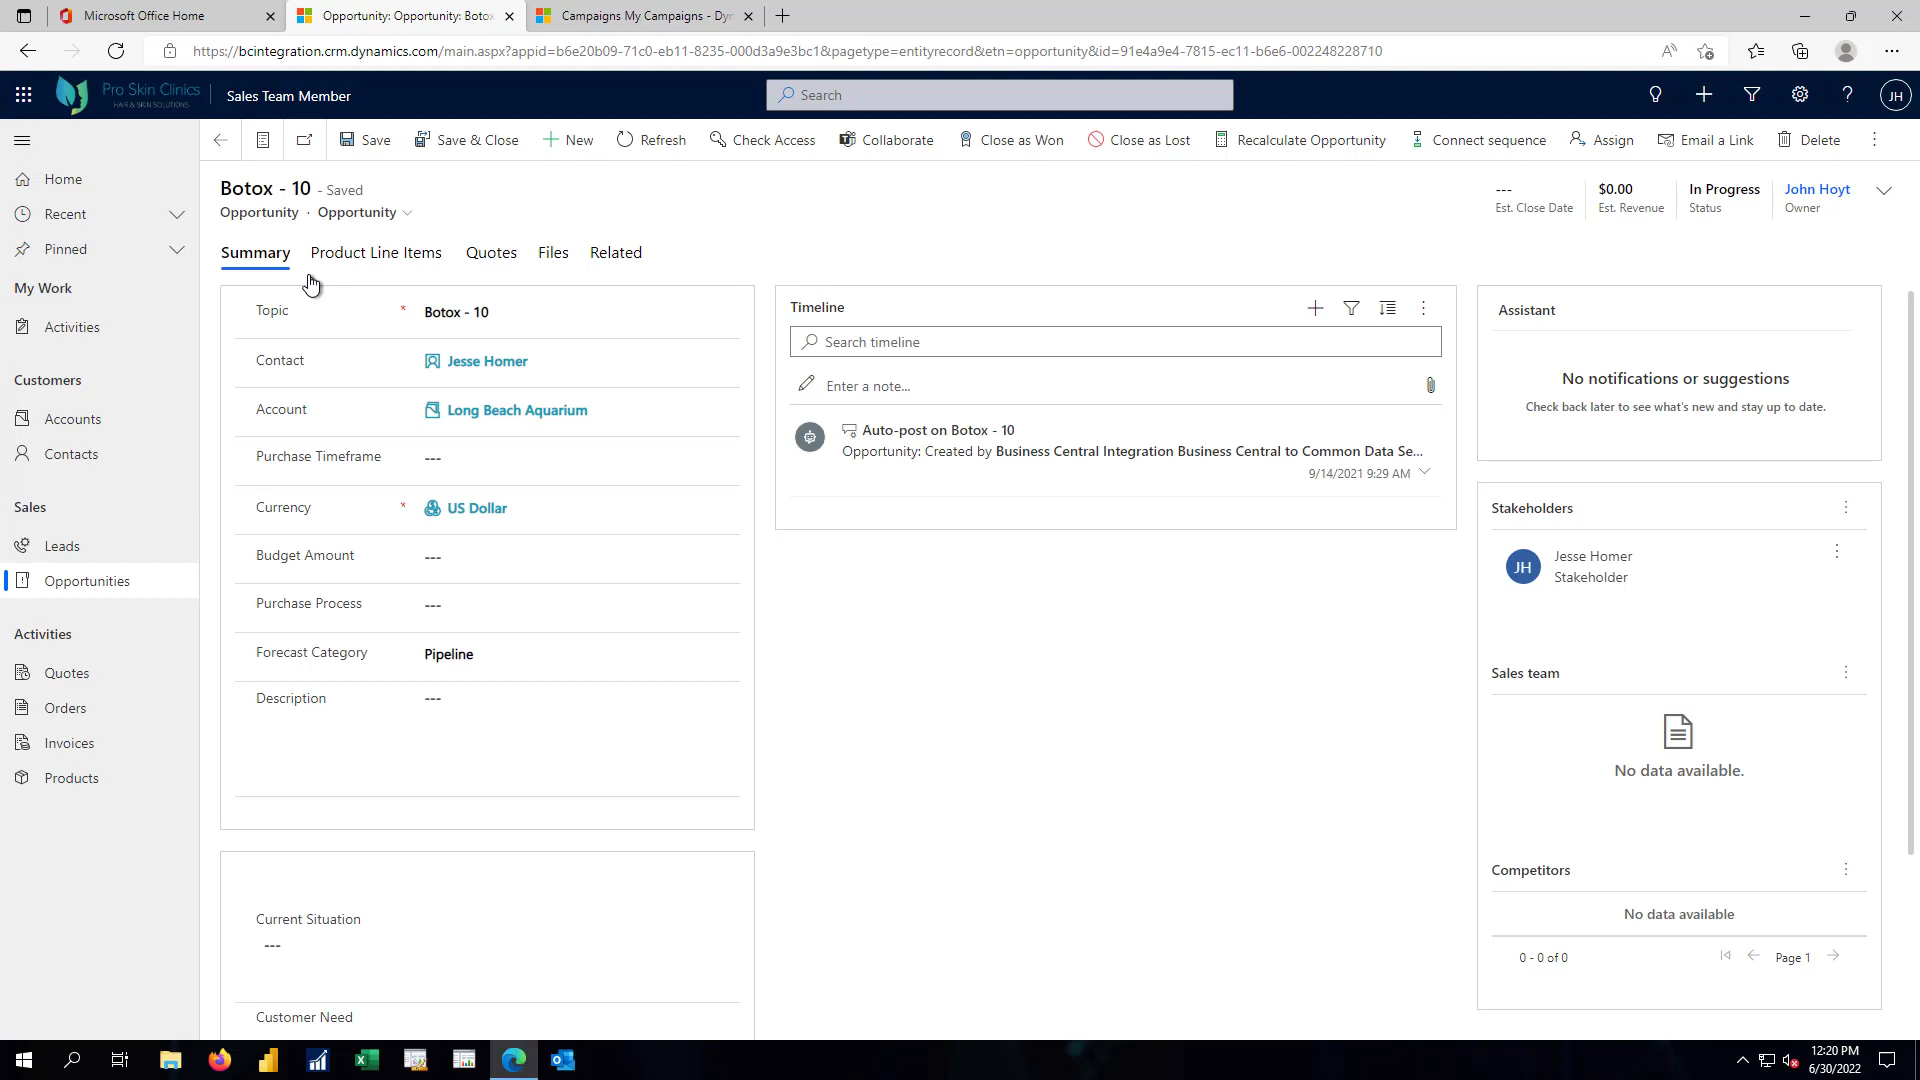 Microsoft Office Home
Opportunity: Opportunity: Botox
Campaigns My Campaigns - Dyn
https://bcintegration.crm.dynamics.com/main.aspx?appid=b6e20b09-71c0-eb11-8235-000d3a9e3bc1&pagetype=entityrecord&etn=opportunity&id=91e4a9e4-7815-ec11-b6e6-002248228710
Pro Skin Clinics
HAIR & SKIN SOLUTIONS
Sales Team Member
Search
JH
Save
Save & Close
New
Refresh
Check Access
Collaborate
Close as Won
Close as Lost
Recalculate Opportunity
Connect sequence
Assign
Email a Link
Delete
Home
Recent
Pinned
My Work
Activities
Customers
Accounts
Contacts
Sales
Leads
Opportunities
Activities
Quotes
Orders
Invoices
Products
Botox - 10 - Saved
Opportunity · Opportunity
---
Est. Close Date
$0.00
Est. Revenue
In Progress
Status
John Hoyt
Owner
Summary
Product Line Items
Quotes
Files
Related
Topic * Botox - 10
Contact Jesse Homer
Account Long Beach Aquarium
Purchase Timeframe ---
Currency * US Dollar
Budget Amount ---
Purchase Process ---
Forecast Category Pipeline
Description ---
Current Situation
---
Customer Need
Timeline
Search timeline
Enter a note...
Auto-post on Botox - 10
Opportunity: Created by Business Central Integration Business Central to Common Data Se...
9/14/2021 9:29 AM
Assistant
No notifications or suggestions
Check back later to see what's new and stay up to date.
Stakeholders
JH
Jesse Homer
Stakeholder
Sales team
No data available.
Competitors
No data available
0 - 0 of 0
Page 1
12:20 PM
6/30/2022